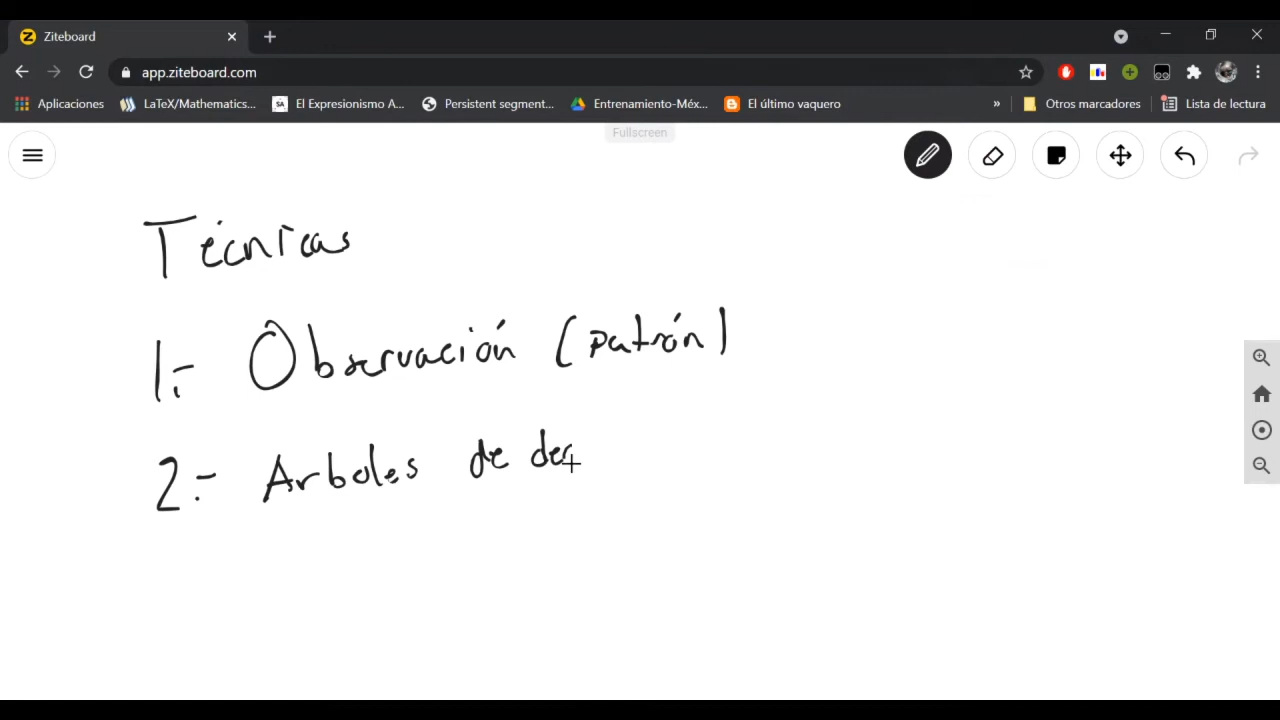 Ziteboard
app.ziteboard.com
Aplicaciones LaTeX/Mathematics... El Expresionismo A... Persistent segment... Entrenamiento-Méx... El último vaquero » Otros marcadores Lista de lectura
Fullscreen
Técnicas
1.- Observación (patrón)
2.- Arboles de dec